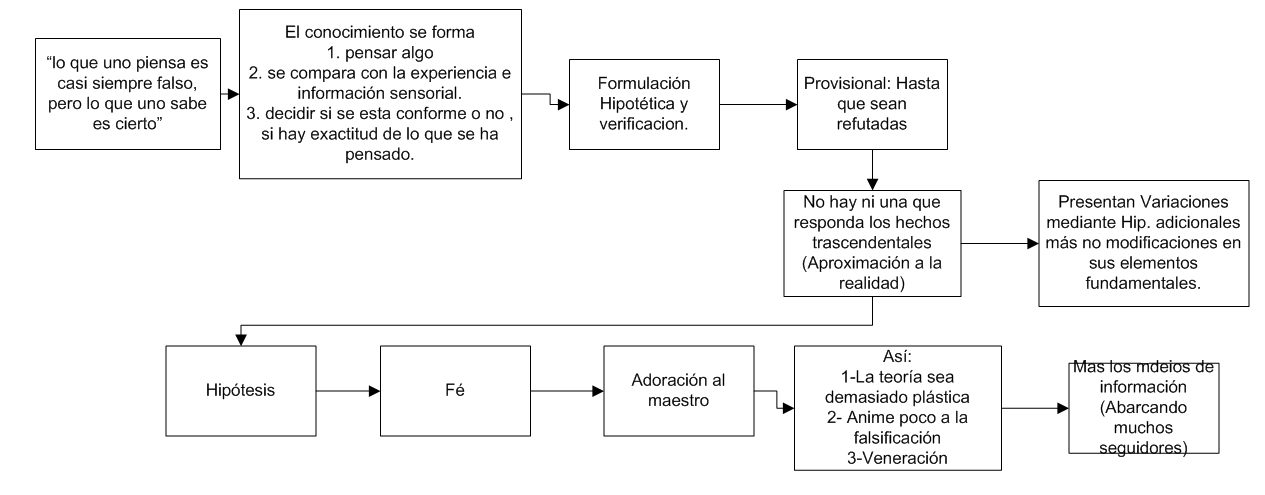 “lo que uno piensa es
casi siempre falso,
pero lo que uno sabe
es cierto”
El conocimiento se forma
1. pensar algo
2. se compara con la experiencia e
información sensorial.
3. decidir si se esta conforme o no ,
si hay exactitud de lo que se ha
pensado.
Formulación
Hipotética y
verificacion.
Provisional: Hasta
que sean
refutadas
No hay ni una que
responda los hechos
trascendentales
(Aproximación a la
realidad)
Presentan Variaciones
mediante Hip. adicionales
más no modificaciones en
sus elementos
fundamentales.
Hipótesis
Fé
Adoración al
maestro
Así:
1-La teoría sea
demasiado plástica
2- Anime poco a la
falsificación
3-Veneración
Mas los mdeios de
información
(Abarcando
muchos
seguidores)